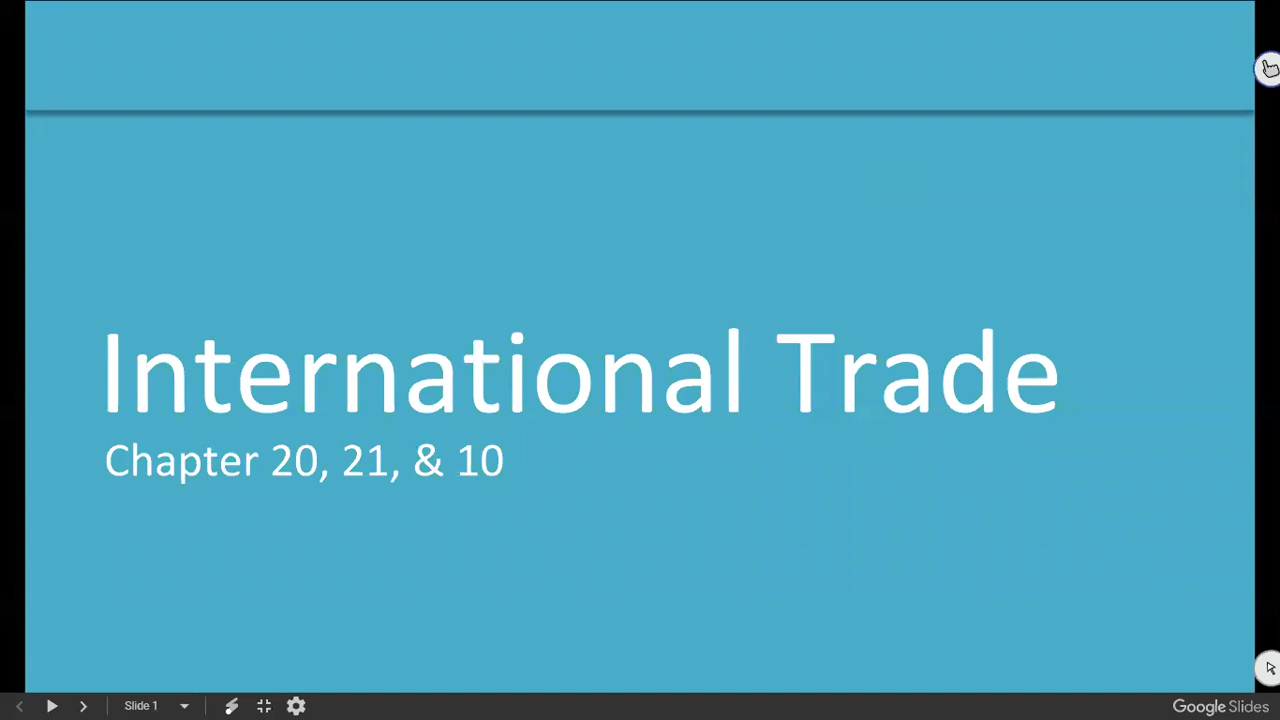 International Trade
Chapter 20, 21, & 10
Slide 1
Google Slides